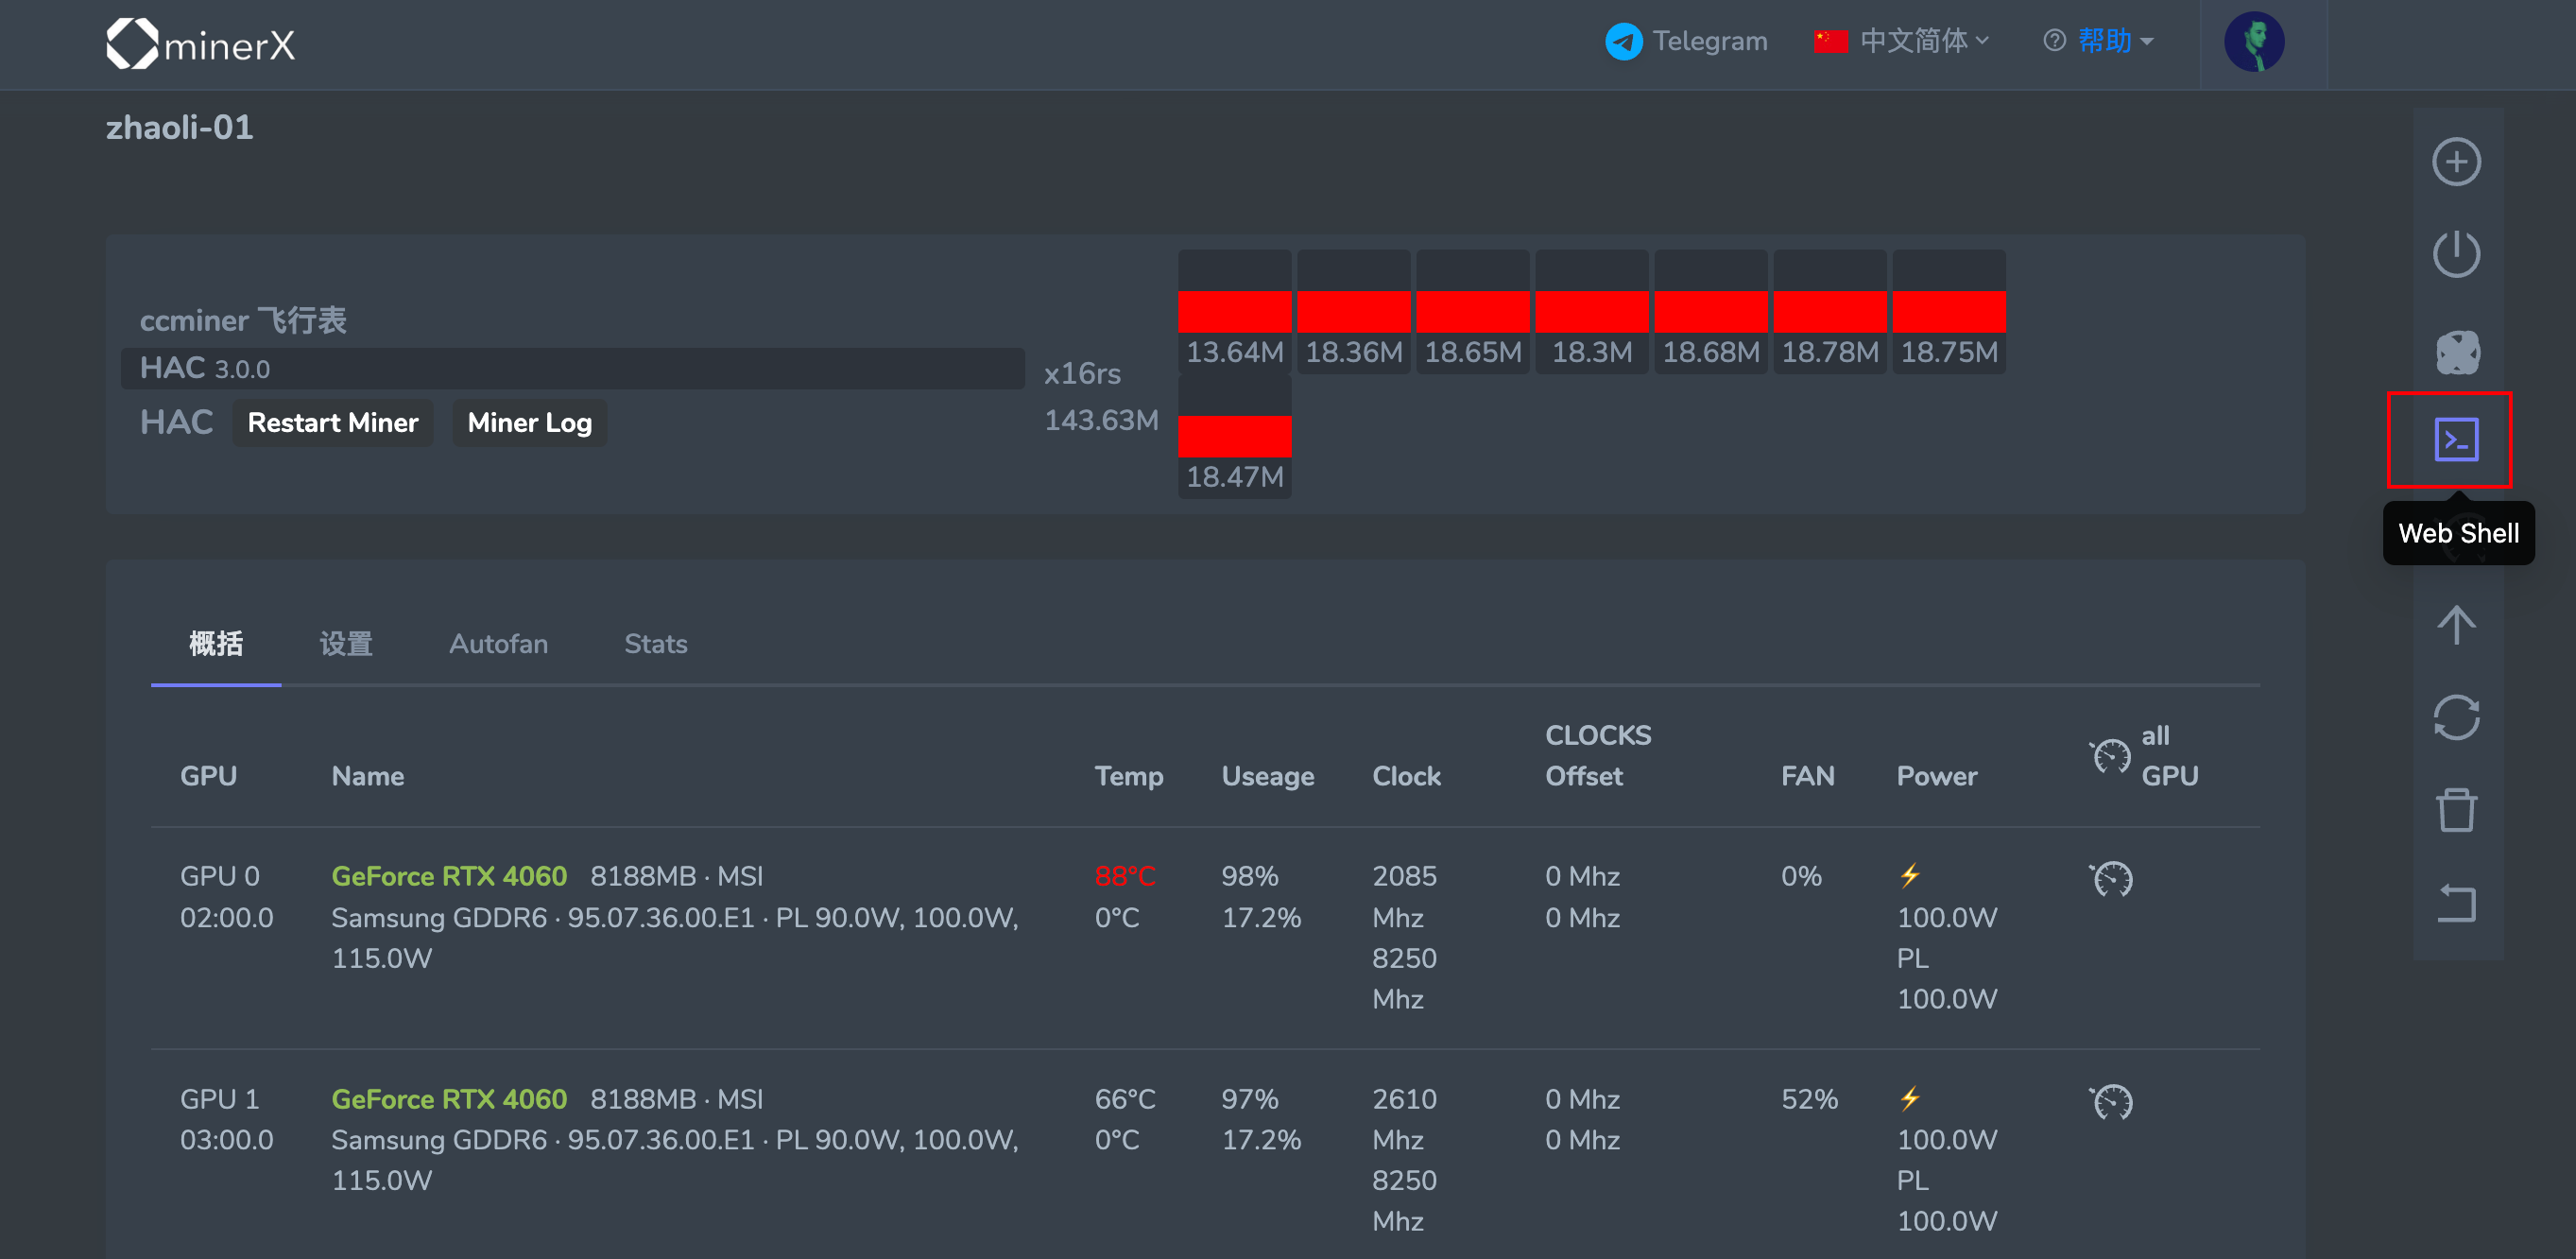 minerX
Telegram 中文简体 帮助
zhaoli-01
ccminer 飞行表
HAC 3.0.0
HAC Restart Miner Miner Log
x16rs
143.63M
13.64M 18.36M 18.65M 18.3M 18.68M 18.78M 18.75M
18.47M
Web Shell
概括 设置 Autofan Stats
GPU Name Temp Useage Clock CLOCKS Offset FAN Power all GPU
GPU 0 GeForce RTX 4060 8188MB · MSI 88°C 98% 2085 0 Mhz 0%
02:00.0 Samsung GDDR6 · 95.07.36.00.E1 · PL 90.0W, 100.0W, 0°C 17.2% Mhz 0 Mhz 100.0W
115.0W 8250 PL
Mhz 100.0W
GPU 1 GeForce RTX 4060 8188MB · MSI 66°C 97% 2610 0 Mhz 52%
03:00.0 Samsung GDDR6 · 95.07.36.00.E1 · PL 90.0W, 100.0W, 0°C 17.2% Mhz 0 Mhz 100.0W
115.0W 8250 PL
Mhz 100.0W